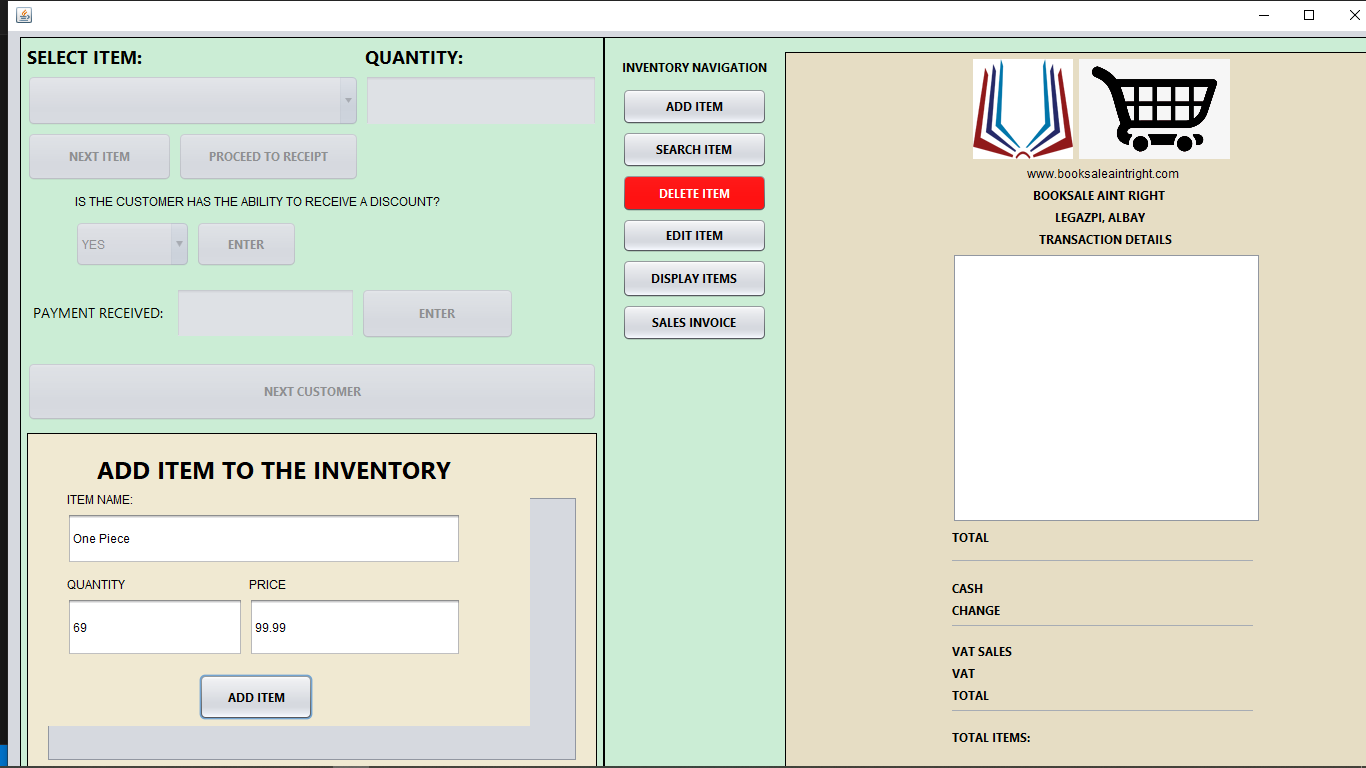 SELECT ITEM:
QUANTITY:
NEXT ITEM
PROCEED TO RECEIPT
IS THE CUSTOMER HAS THE ABILITY TO RECEIVE A DISCOUNT?
YES
ENTER
PAYMENT RECEIVED:
ENTER
NEXT CUSTOMER
ADD ITEM TO THE INVENTORY
ITEM NAME:
One Piece
QUANTITY
PRICE
69
99.99
ADD ITEM
INVENTORY NAVIGATION
ADD ITEM
SEARCH ITEM
DELETE ITEM
EDIT ITEM
DISPLAY ITEMS
SALES INVOICE
www.booksaleaintright.com
BOOKSALE AINT RIGHT
LEGAZPI, ALBAY
TRANSACTION DETAILS
TOTAL
CASH
CHANGE
VAT SALES
VAT
TOTAL
TOTAL ITEMS: